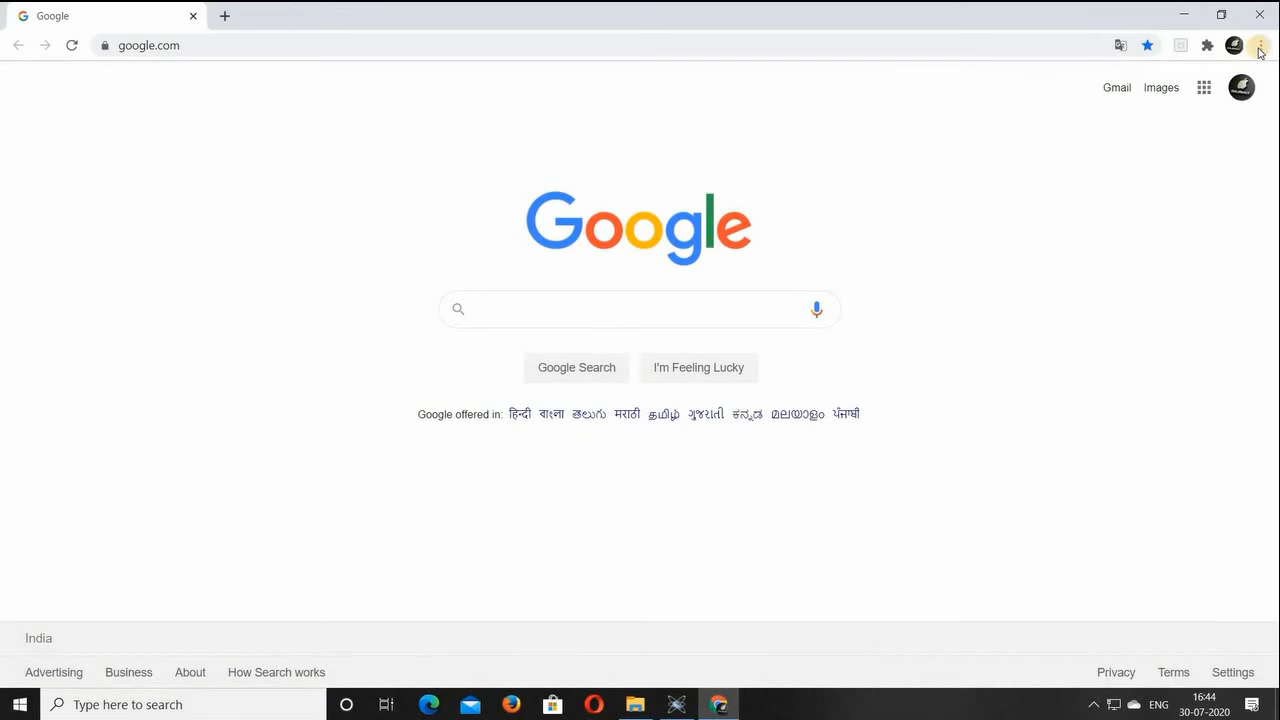 Google
google.com
Gmail Images
Google
Google Search I'm Feeling Lucky
Google offered in: हिन्दी বাংলা తెలుగు मराठी தமிழ் ગુજરાતી ಕನ್ನಡ മലയാളം ਪੰਜਾਬੀ
India
Advertising Business About How Search works Privacy Terms Settings
Type here to search
ENG
16:44
30-07-2020